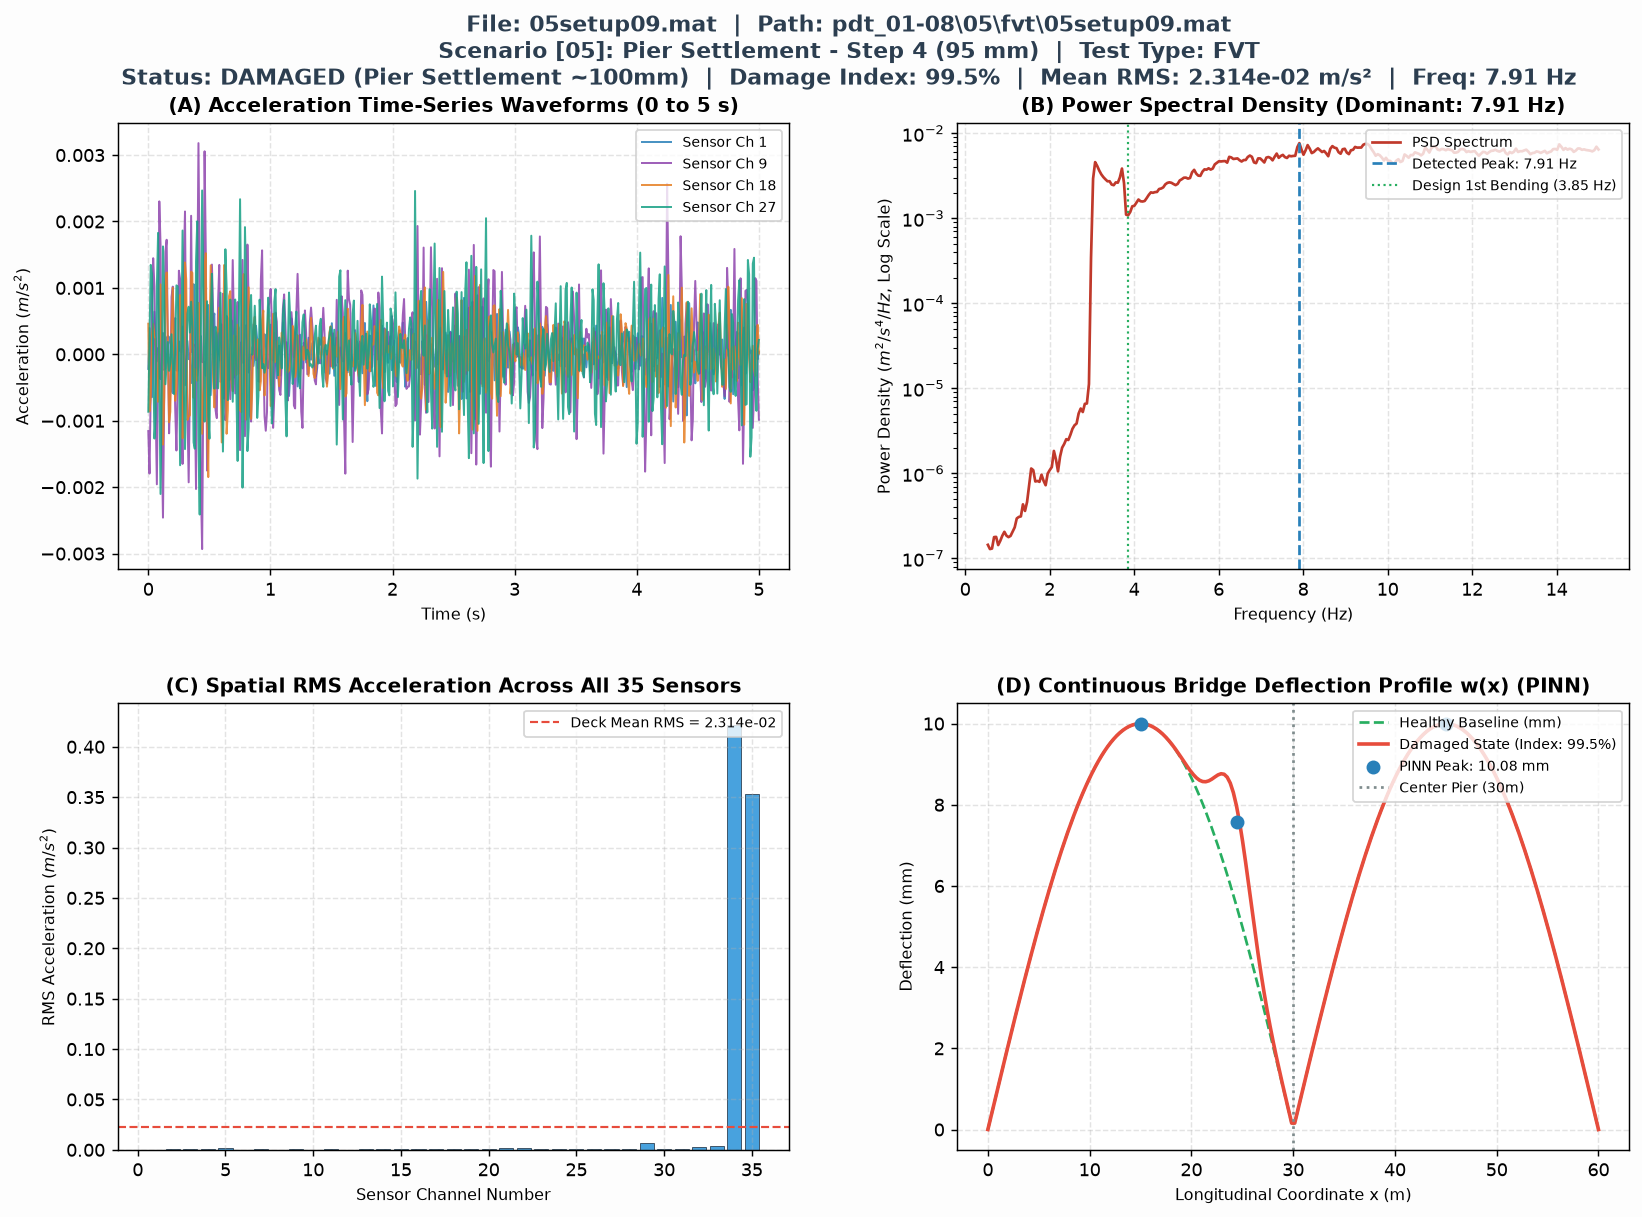 File: 05setup09.mat | Path: pdt_01-08\05\fvt\05setup09.mat
Scenario [05]: Pier Settlement - Step 4 (95 mm) | Test Type: FVT
Status: DAMAGED (Pier Settlement ~100mm) | Damage Index: 99.5% | Mean RMS: 2.314e-02 m/s² | Freq: 7.91 Hz
(A) Acceleration Time-Series Waveforms (0 to 5 s)
Sensor Ch 1
Sensor Ch 9
Sensor Ch 18
Sensor Ch 27
0.003
0.002
0.001
0.000
−0.001
−0.002
−0.003
Acceleration (m/s²)
0 1 2 3 4 5
Time (s)
(B) Power Spectral Density (Dominant: 7.91 Hz)
PSD Spectrum
Detected Peak: 7.91 Hz
Design 1st Bending (3.85 Hz)
10⁻²
10⁻³
10⁻⁴
10⁻⁵
10⁻⁶
10⁻⁷
Power Density (m²/s⁴/Hz, Log Scale)
0 2 4 6 8 10 12 14
Frequency (Hz)
(C) Spatial RMS Acceleration Across All 35 Sensors
Deck Mean RMS = 2.314e-02
0.40
0.35
0.30
0.25
0.20
0.15
0.10
0.05
0.00
RMS Acceleration (m/s²)
0 5 10 15 20 25 30 35
Sensor Channel Number
(D) Continuous Bridge Deflection Profile w(x) (PINN)
Healthy Baseline (mm)
Damaged State (Index: 99.5%)
PINN Peak: 10.08 mm
Center Pier (30m)
10
8
6
4
2
0
Deflection (mm)
0 10 20 30 40 50 60
Longitudinal Coordinate x (m)